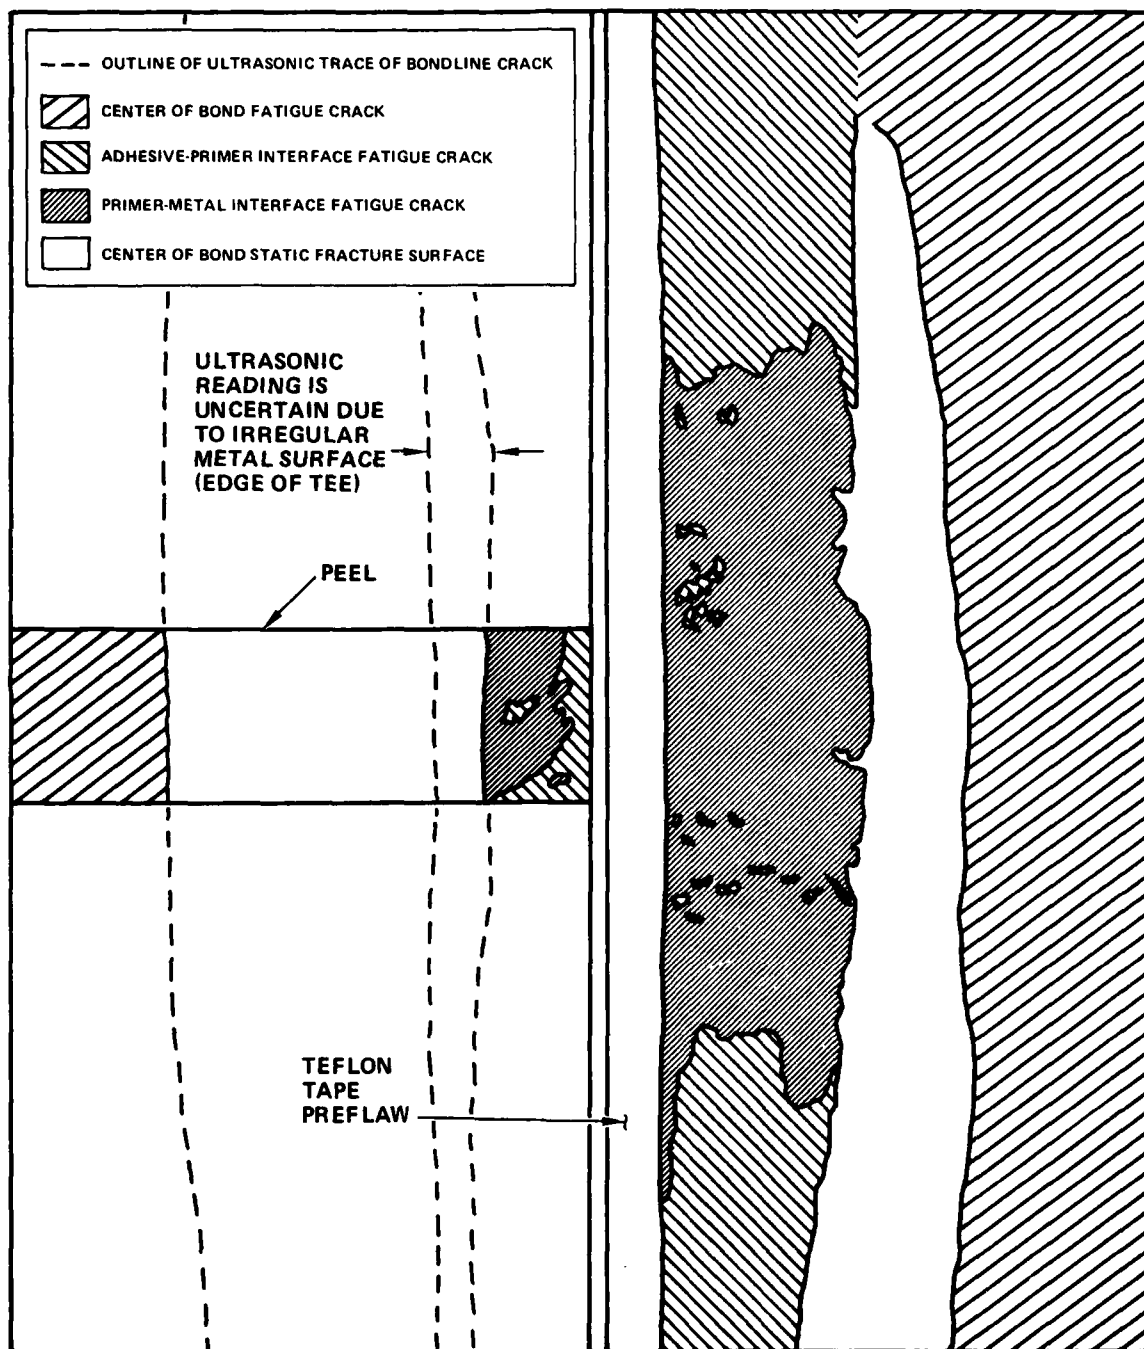 OUTLINE OF ULTRASONIC TRACE OF BONDLINE CRACK
CENTER OF BOND FATIGUE CRACK
ADHESIVE-PRIMER INTERFACE FATIGUE CRACK
PRIMER-METAL INTERFACE FATIGUE CRACK
CENTER OF BOND STATIC FRACTURE SURFACE
ULTRASONIC
READING IS
UNCERTAIN DUE
TO IRREGULAR
METAL SURFACE
(EDGE OF TEE)
PEEL
TEFLON
TAPE
PREFLAW